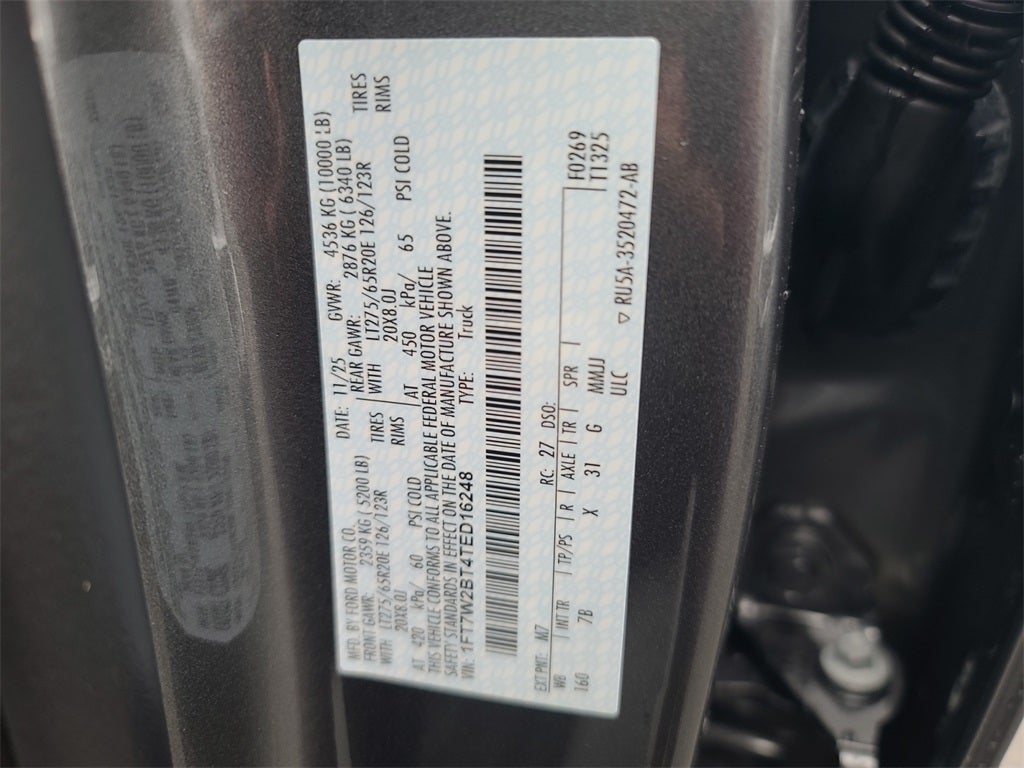 MFD. BY FORD MOTOR CO.
DATE: 11/25 GVWR: 4536 KG (10000 LB)
FRONT GAWR: 2359 KG ( 5200 LB) REAR GAWR: 2876 KG ( 6340 LB)
WITH LT275/65R20E 126/123R TIRES WITH LT275/65R20E 126/123R TIRES
20X8.0J RIMS 20X8.0J RIMS
AT 420 kPa/ 60 PSI COLD AT 450 kPa/ 65 PSI COLD
THIS VEHICLE CONFORMS TO ALL APPLICABLE FEDERAL MOTOR VEHICLE
SAFETY STANDARDS IN EFFECT ON THE DATE OF MANUFACTURE SHOWN ABOVE.
VIN: 1FT7W2BT4TED16248 TYPE: Truck
EXT PNT: M7 RC: 27 DSO: F0269
WB INT TR TP/PS R AXLE TR SPR T1325
160 7B X 31 G MMUJ
ULC ▽ RU5A-3520472-AB